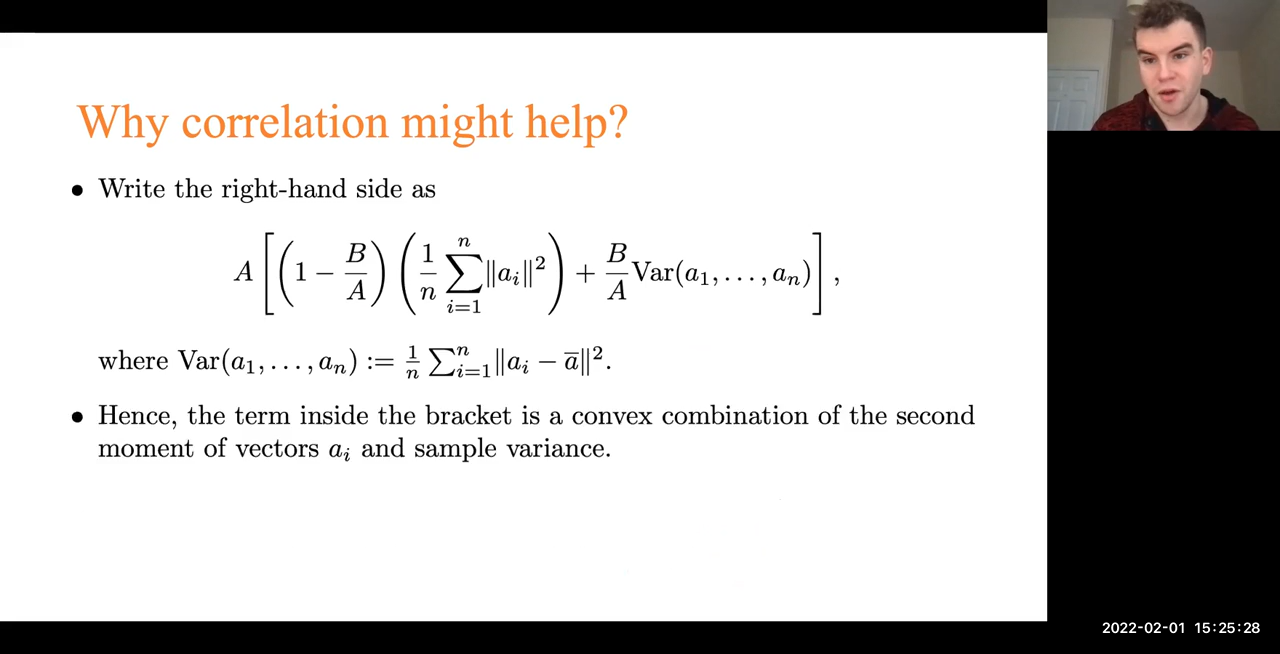 Why correlation might help?
• Write the right-hand side as
A [ (1 − B/A) ( 1/n ∑_{i=1}^{n} ‖a_i‖² ) + B/A Var(a_1, . . . , a_n) ] ,
where Var(a_1, . . . , a_n) := 1/n ∑_{i=1}^{n} ‖a_i − a̅‖².
• Hence, the term inside the bracket is a convex combination of the second
moment of vectors a_i and sample variance.
2022-02-01 15:25:28